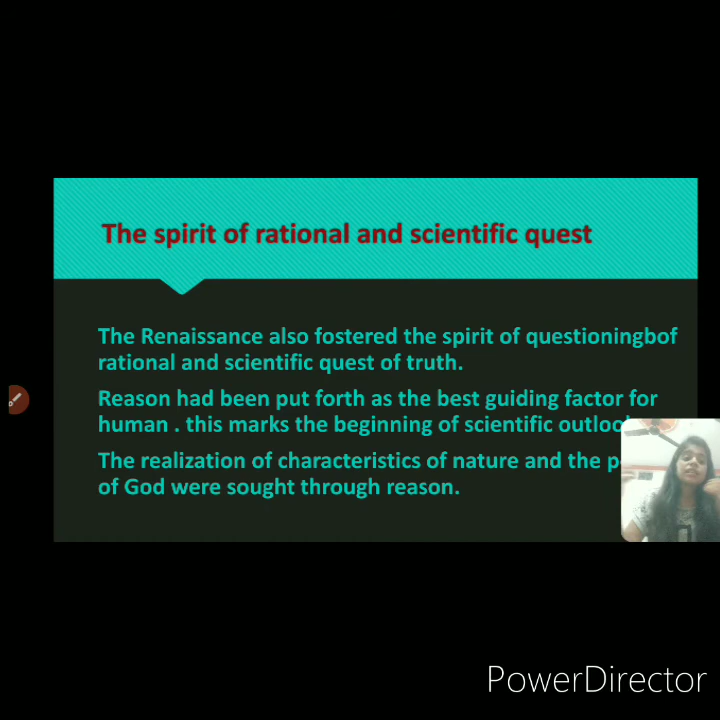 The spirit of rational and scientific quest
The Renaissance also fostered the spirit of questioningbof
rational and scientific quest of truth.
Reason had been put forth as the best guiding factor for
human . this marks the beginning of scientific
The realization of characteristics of nature and the
of God were sought through reason.
PowerDirector